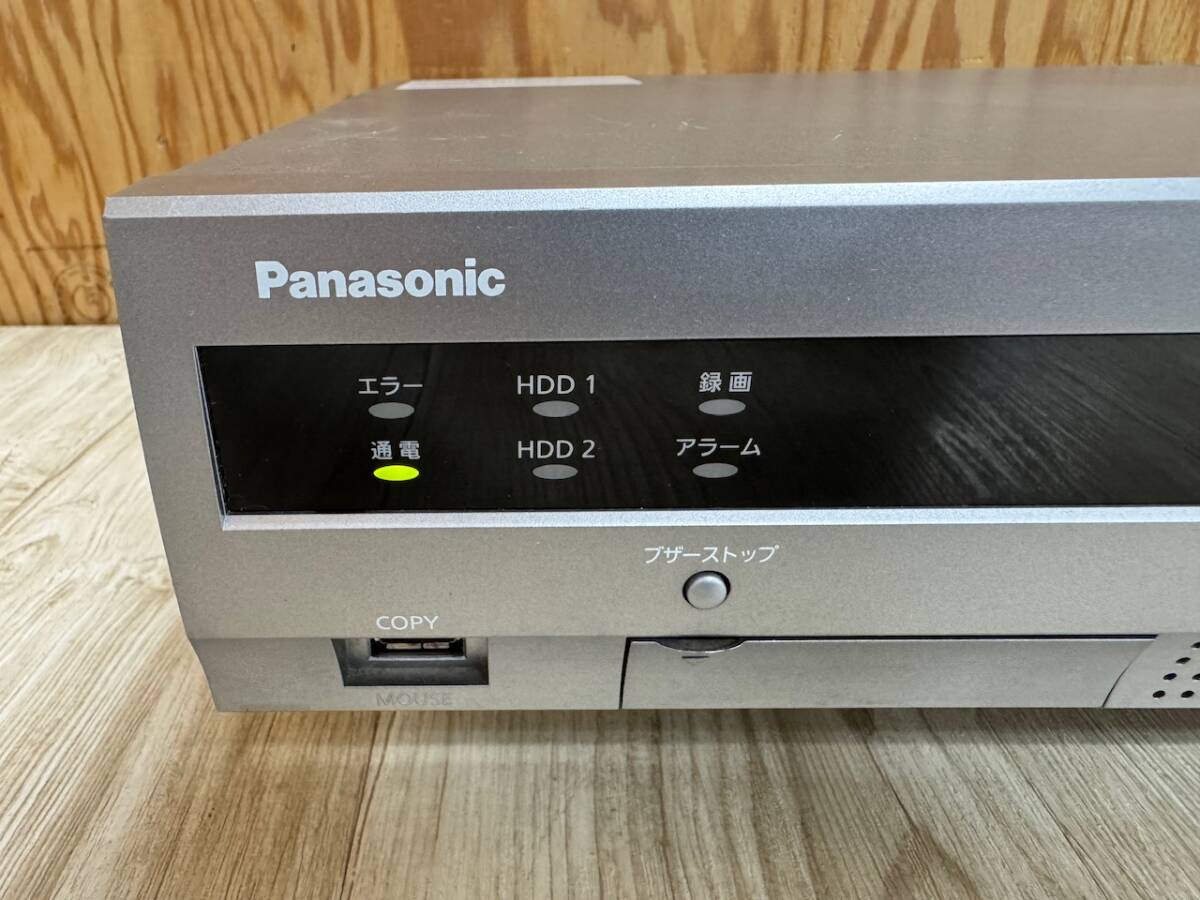 Panasonic
エラー HDD 1 録画
通電 HDD 2 アラーム
ブザーストップ
COPY
MOUSE